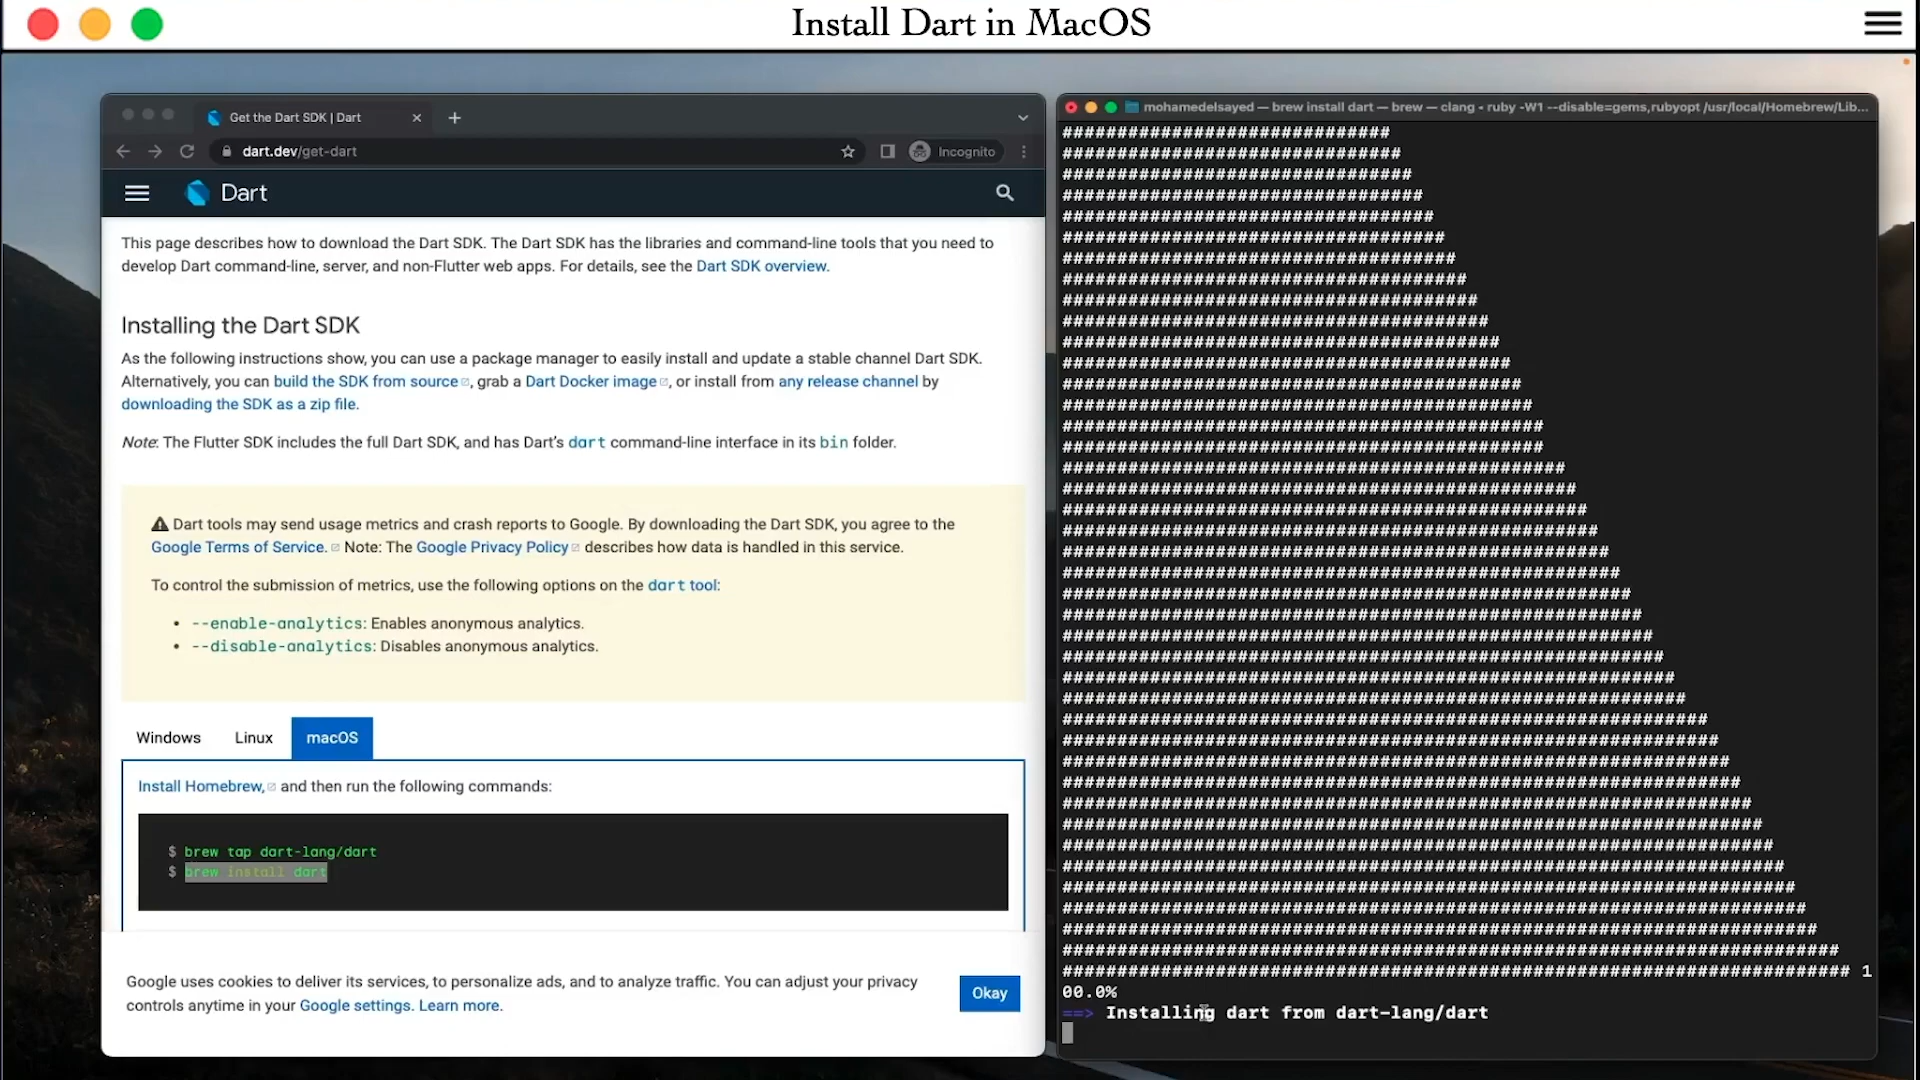 Install Dart in MacOS
Get the Dart SDK | Dart
dart.dev/get-dart
Incognito
Dart
This page describes how to download the Dart SDK. The Dart SDK has the libraries and command-line tools that you need to
develop Dart command-line, server, and non-Flutter web apps. For details, see the Dart SDK overview.
Installing the Dart SDK
As the following instructions show, you can use a package manager to easily install and update a stable channel Dart SDK.
Alternatively, you can build the SDK from source, grab a Dart Docker image, or install from any release channel by
downloading the SDK as a zip file.
Note: The Flutter SDK includes the full Dart SDK, and has Dart's dart command-line interface in its bin folder.
Dart tools may send usage metrics and crash reports to Google. By downloading the Dart SDK, you agree to the
Google Terms of Service. Note: The Google Privacy Policy describes how data is handled in this service.
To control the submission of metrics, use the following options on the dart tool:
• --enable-analytics: Enables anonymous analytics.
• --disable-analytics: Disables anonymous analytics.
Windows Linux macOS
Install Homebrew, and then run the following commands:
$ brew tap dart-lang/dart
$ brew install dart
Google uses cookies to deliver its services, to personalize ads, and to analyze traffic. You can adjust your privacy
controls anytime in your Google settings. Learn more.
Okay
mohamedelsayed — brew install dart — brew — clang • ruby -W1 --disable=gems,rubyopt /usr/local/Homebrew/Lib...
1
00.0%
==> Installing dart from dart-lang/dart